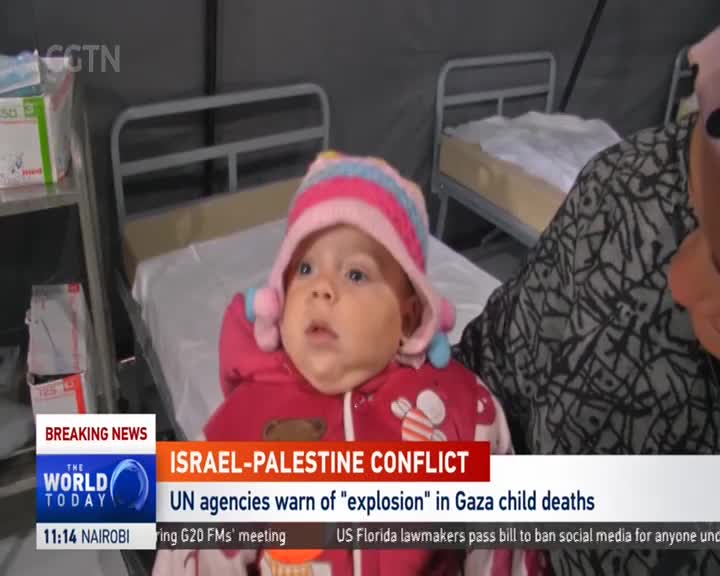 CGTN
BREAKING NEWS
THE WORLD TODAY
11:14 NAIROBI
ISRAEL-PALESTINE CONFLICT
UN agencies warn of "explosion" in Gaza child deaths
ring G20 FMs' meeting US Florida lawmakers pass bill to ban social media for anyone und